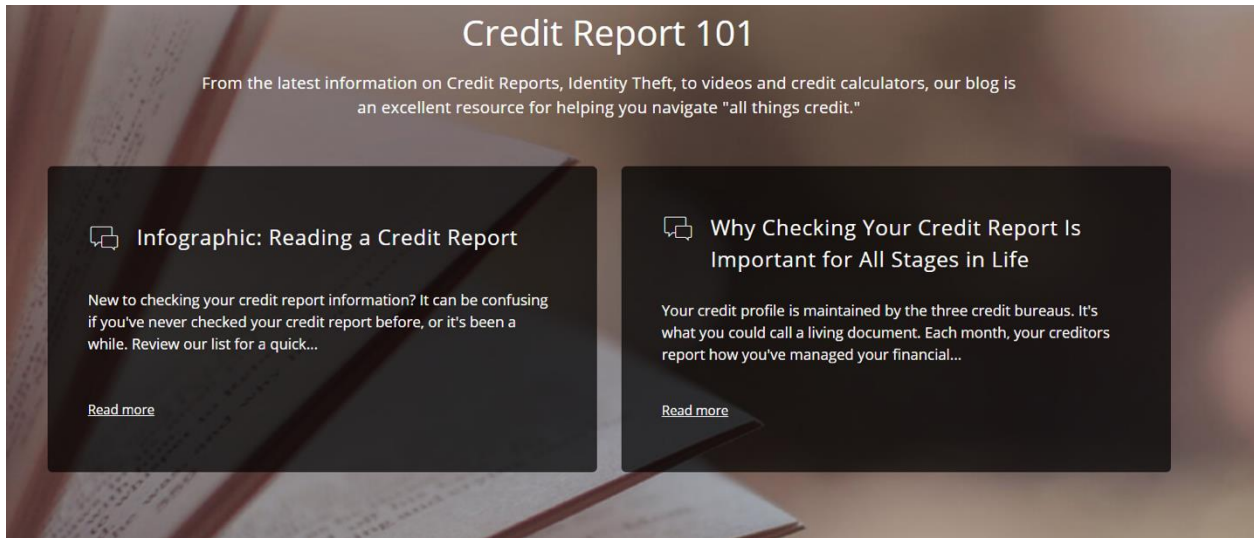 Credit Report 101
From the latest information on Credit Reports, Identity Theft, to videos and credit calculators, our blog is
an excellent resource for helping you navigate "all things credit."
Infographic: Reading a Credit Report
New to checking your credit report information? It can be confusing
if you've never checked your credit report before, or it's been a
while. Review our list for a quick...
Read more
Why Checking Your Credit Report Is
Important for All Stages in Life
Your credit profile is maintained by the three credit bureaus. It's
what you could call a living document. Each month, your creditors
report how you've managed your financial...
Read more